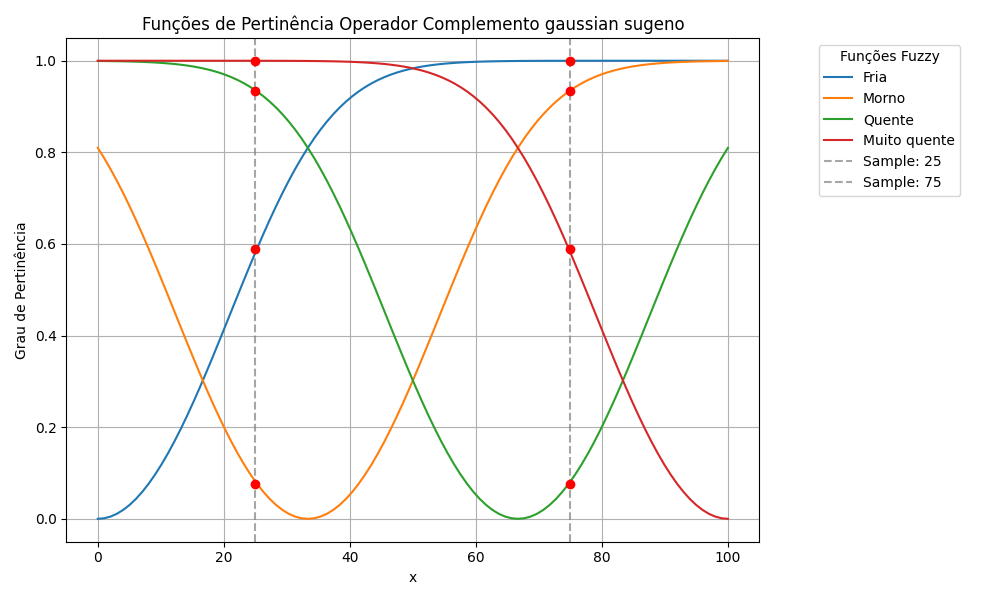 Funções de Pertinência Operador Complemento gaussian sugeno
Grau de Pertinência
1.0
0.8
0.6
0.4
0.2
0.0
0
20
40
60
80
100
x
Funções Fuzzy
Fria
Morno
Quente
Muito quente
Sample: 25
Sample: 75